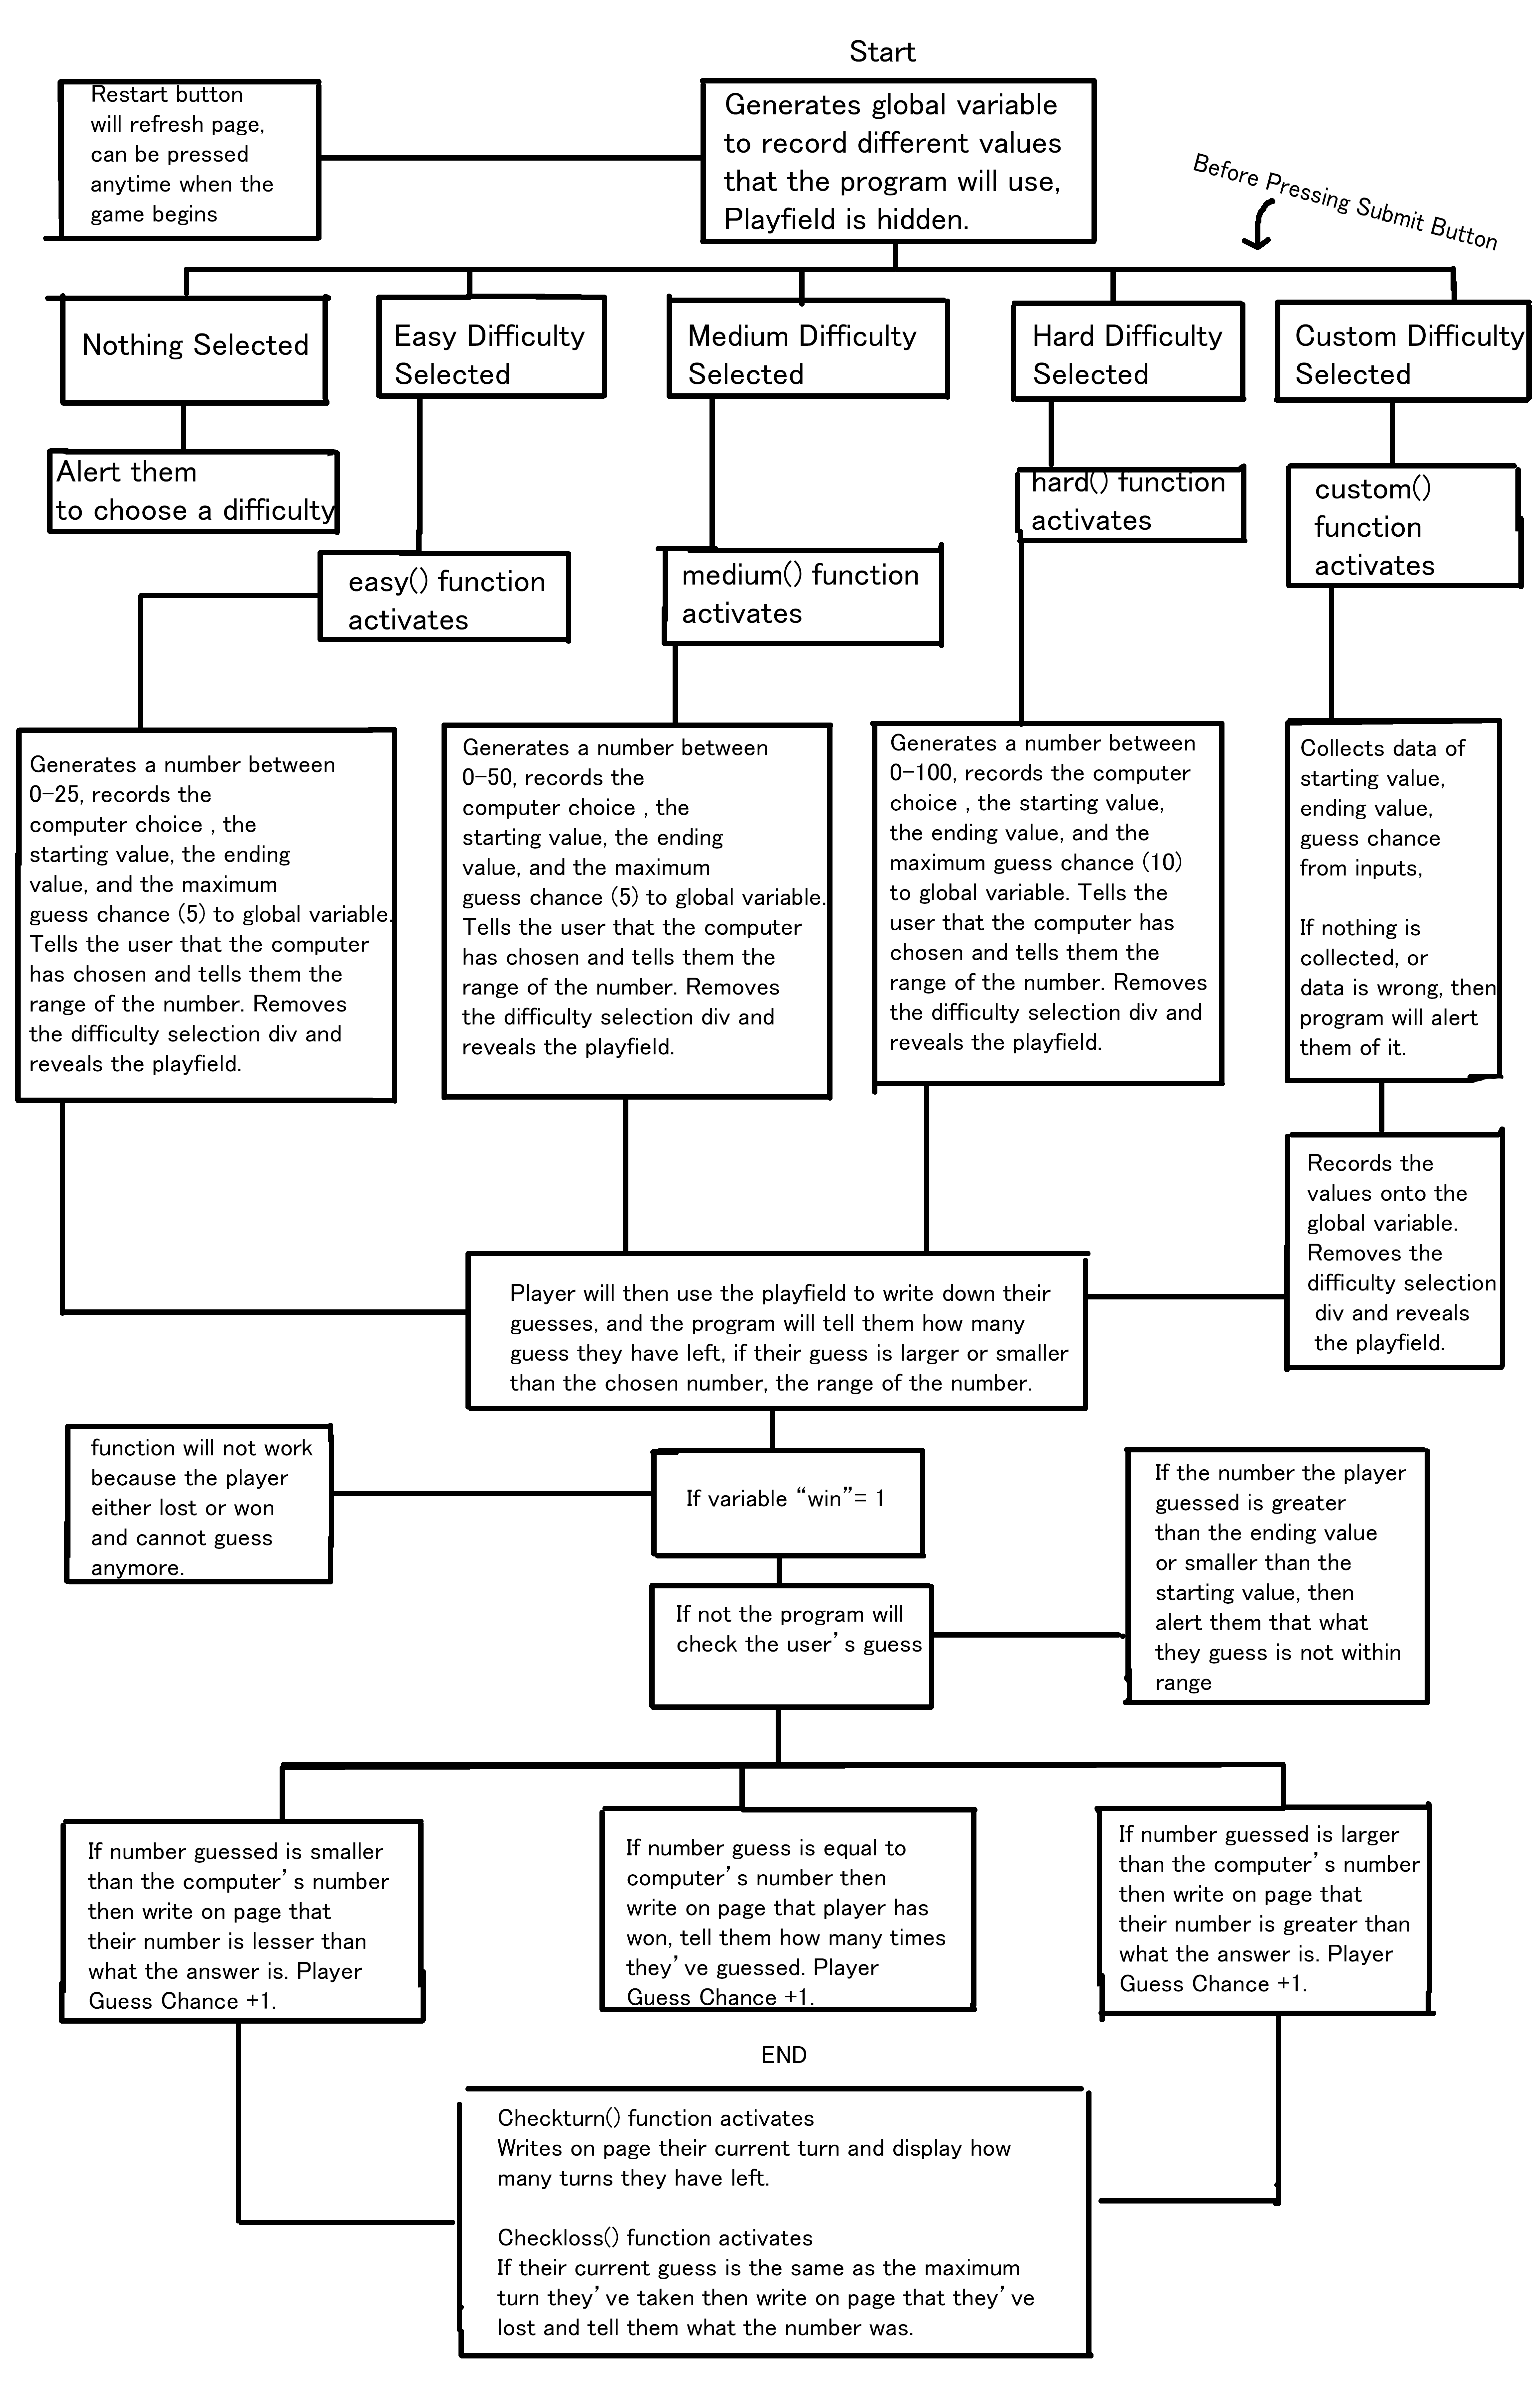 Start
Restart button
will refresh page,
can be pressed
anytime when the
game begins
Generates global variable
to record different values
that the program will use,
Playfield is hidden.
Before Pressing Submit Button
Nothing Selected
Easy Difficulty
Selected
Medium Difficulty
Selected
Hard Difficulty
Selected
Custom Difficulty
Selected
Alert them
to choose a difficulty
easy() function
activates
medium() function
activates
hard() function
activates
custom()
function
activates
Generates a number between
0-25, records the
computer choice , the
starting value, the ending
value, and the maximum
guess chance (5) to global variable.
Tells the user that the computer
has chosen and tells them the
range of the number. Removes
the difficulty selection div and
reveals the playfield.
Generates a number between
0-50, records the
computer choice , the
starting value, the ending
value, and the maximum
guess chance (5) to global variable.
Tells the user that the computer
has chosen and tells them the
range of the number. Removes
the difficulty selection div and
reveals the playfield.
Generates a number between
0-100, records the computer
choice , the starting value,
the ending value, and the
maximum guess chance (10)
to global variable. Tells the
user that the computer has
chosen and tells them the
range of the number. Removes
the difficulty selection div and
reveals the playfield.
Collects data of
starting value,
ending value,
guess chance
from inputs,
If nothing is
collected, or
data is wrong, then
program will alert
them of it.
Records the
values onto the
global variable.
Removes the
difficulty selection
div and reveals
the playfield.
Player will then use the playfield to write down their
guesses, and the program will tell them how many
guess they have left, if their guess is larger or smaller
than the chosen number, the range of the number.
function will not work
because the player
either lost or won
and cannot guess
anymore.
If variable “win”= 1
If the number the player
guessed is greater
than the ending value
or smaller than the
starting value, then
alert them that what
they guess is not within
range
If not the program will
check the user’s guess
If number guessed is smaller
than the computer’s number
then write on page that
their number is lesser than
what the answer is. Player
Guess Chance +1.
If number guess is equal to
computer’s number then
write on page that player has
won, tell them how many times
they’ve guessed. Player
Guess Chance +1.
If number guessed is larger
than the computer’s number
then write on page that
their number is greater than
what the answer is. Player
Guess Chance +1.
END
Checkturn() function activates
Writes on page their current turn and display how
many turns they have left.
Checkloss() function activates
If their current guess is the same as the maximum
turn they’ve taken then write on page that they’ve
lost and tell them what the number was.